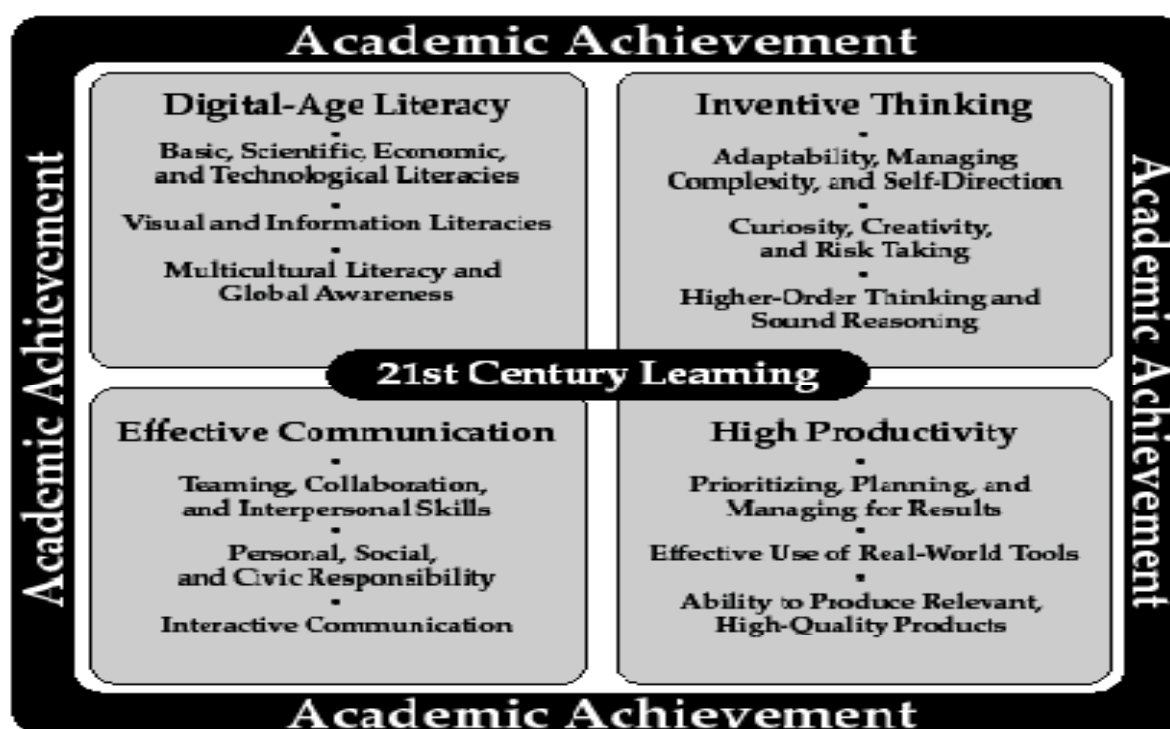 Academic Achievement
Academic Achievement
Digital-Age Literacy
•
Basic, Scientific, Economic,
and Technological Literacies
•
Visual and Information Literacies
•
Multicultural Literacy and
Global Awareness
Inventive Thinking
•
Adaptability, Managing
Complexity, and Self-Direction
•
Curiosity, Creativity,
and Risk Taking
•
Higher-Order Thinking and
Sound Reasoning
Academic Achievement
21st Century Learning
Effective Communication
•
Teaming, Collaboration,
and Interpersonal Skills
•
Personal, Social,
and Civic Responsibility
•
Interactive Communication
High Productivity
•
Prioritizing, Planning, and
Managing for Results
•
Effective Use of Real-World Tools
•
Ability to Produce Relevant,
High-Quality Products
Academic Achievement